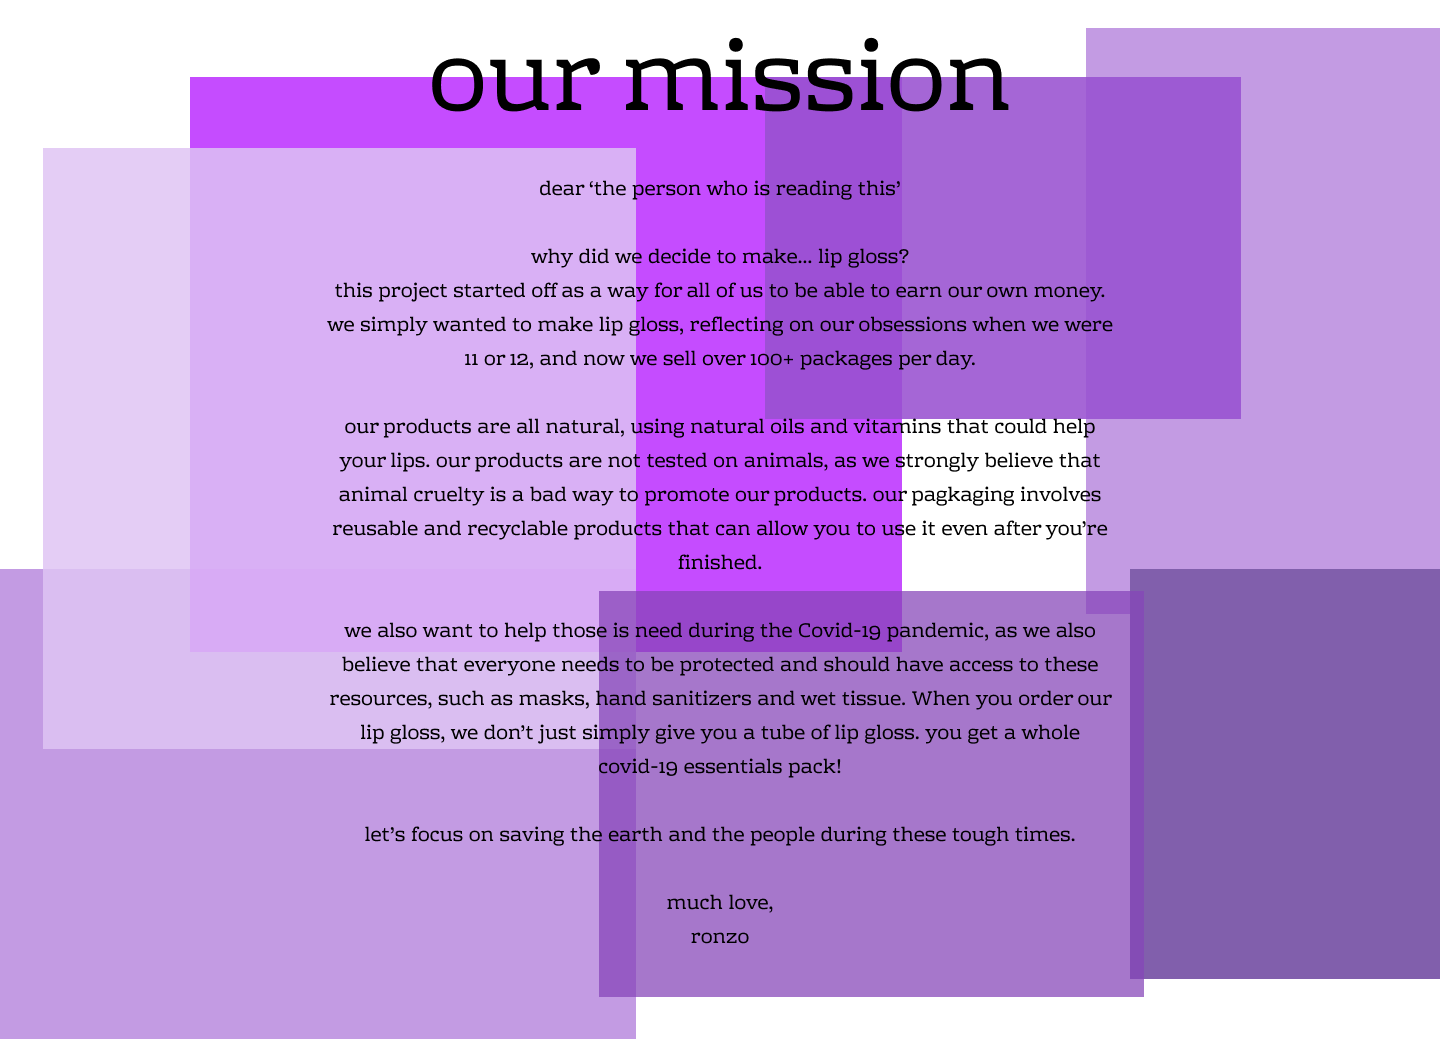 our mission
dear ‘the person who is reading this’
why did we decide to make... lip gloss?
this project started off as a way for all of us to be able to earn our own money.
we simply wanted to make lip gloss, reflecting on our obsessions when we were
11 or 12, and now we sell over 100+ packages per day.
our products are all natural, using natural oils and vitamins that could help
your lips. our products are not tested on animals, as we strongly believe that
animal cruelty is a bad way to promote our products. our pagkaging involves
reusable and recyclable products that can allow you to use it even after you’re
finished.
we also want to help those is need during the Covid-19 pandemic, as we also
believe that everyone needs to be protected and should have access to these
resources, such as masks, hand sanitizers and wet tissue. When you order our
lip gloss, we don’t just simply give you a tube of lip gloss. you get a whole
covid-19 essentials pack!
let’s focus on saving the earth and the people during these tough times.
much love,
ronzo